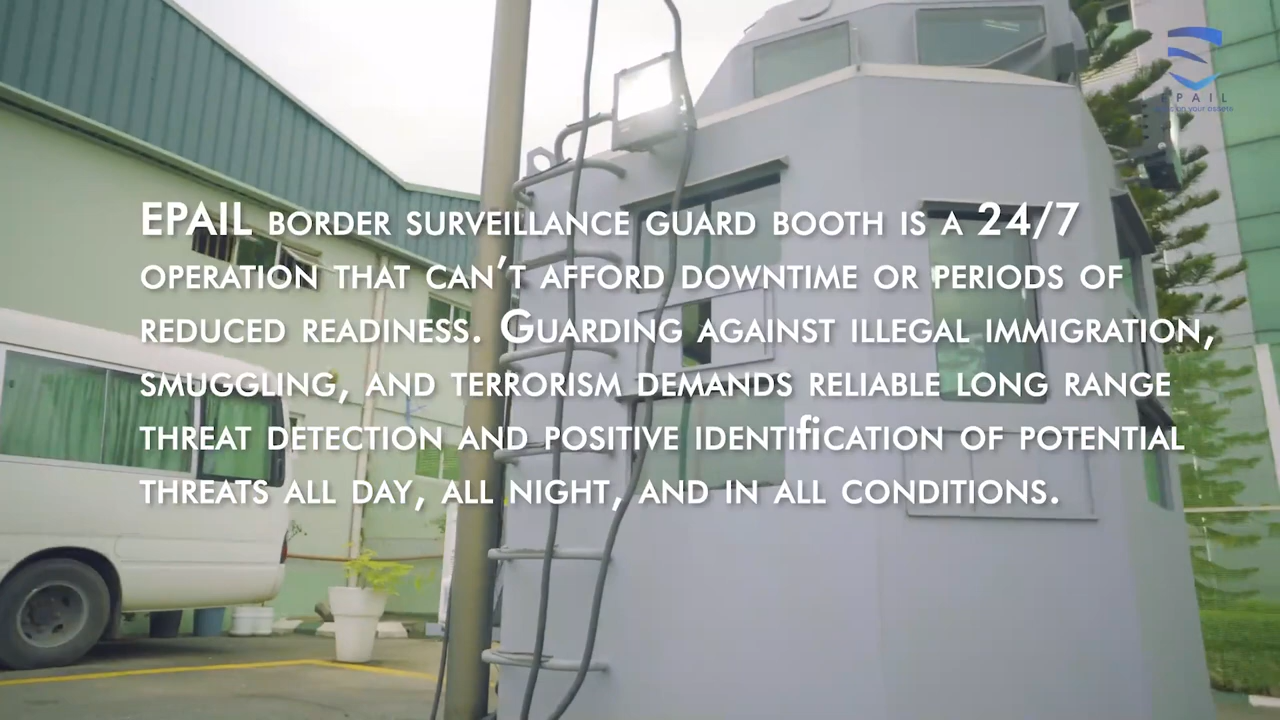 EPAIL
EPAIL BORDER SURVEILLANCE GUARD BOOTH IS A 24/7
OPERATION THAT CAN'T AFFORD DOWNTIME OR PERIODS OF
REDUCED READINESS. GUARDING AGAINST ILLEGAL IMMIGRATION,
SMUGGLING, AND TERRORISM DEMANDS RELIABLE LONG RANGE
THREAT DETECTION AND POSITIVE IDENTIfiCATION OF POTENTIAL
THREATS ALL DAY, ALL NIGHT, AND IN ALL CONDITIONS.